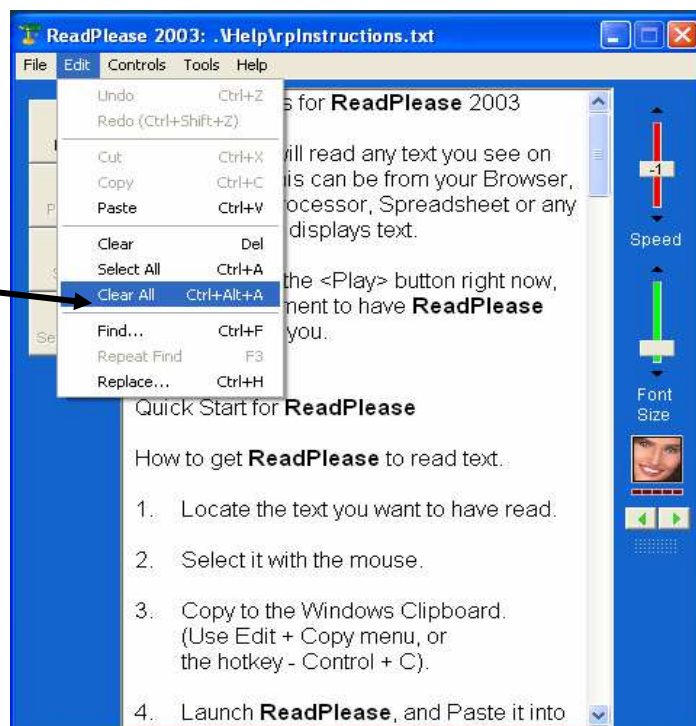 ReadPlease 2003: .\Help\rpInstructions.txt
File Edit Controls Tools Help
Undo Ctrl+Z
Redo (Ctrl+Shift+Z)
Cut Ctrl+X
Copy Ctrl+C
Paste Ctrl+V
Clear Del
Select All Ctrl+A
Clear All Ctrl+Alt+A
Find... Ctrl+F
Repeat Find F3
Replace... Ctrl+H
for ReadPlease 2003
will read any text you see on
can be from your Browser,
Spreadsheet or any
displays text.
the <Play> button right now,
to have ReadPlease
you.
Quick Start for ReadPlease
How to get ReadPlease to read text.
1. Locate the text you want to have read.
2. Select it with the mouse.
3. Copy to the Windows Clipboard.
(Use Edit + Copy menu, or
the hotkey - Control + C).
4. Launch ReadPlease, and Paste it into
-1
Speed
Font
Size